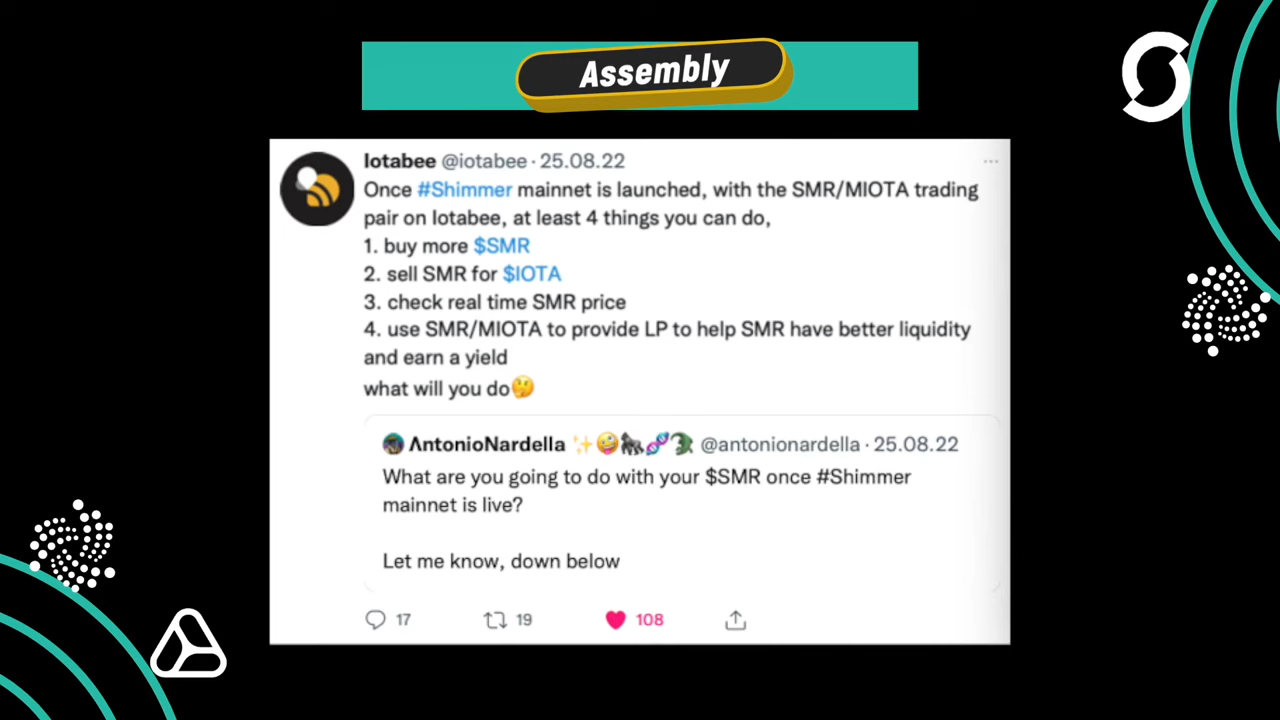 Assembly
Iotabee @iotabee · 25.08.22
Once #Shimmer mainnet is launched, with the SMR/MIOTA trading
pair on Iotabee, at least 4 things you can do,
1. buy more $SMR
2. sell SMR for $IOTA
3. check real time SMR price
4. use SMR/MIOTA to provide LP to help SMR have better liquidity
and earn a yield
what will you do🤔
AntonioNardella ✨🤪🦍🧬🐊 @antonionardella · 25.08.22
What are you going to do with your $SMR once #Shimmer
mainnet is live?
Let me know, down below
17 19 108